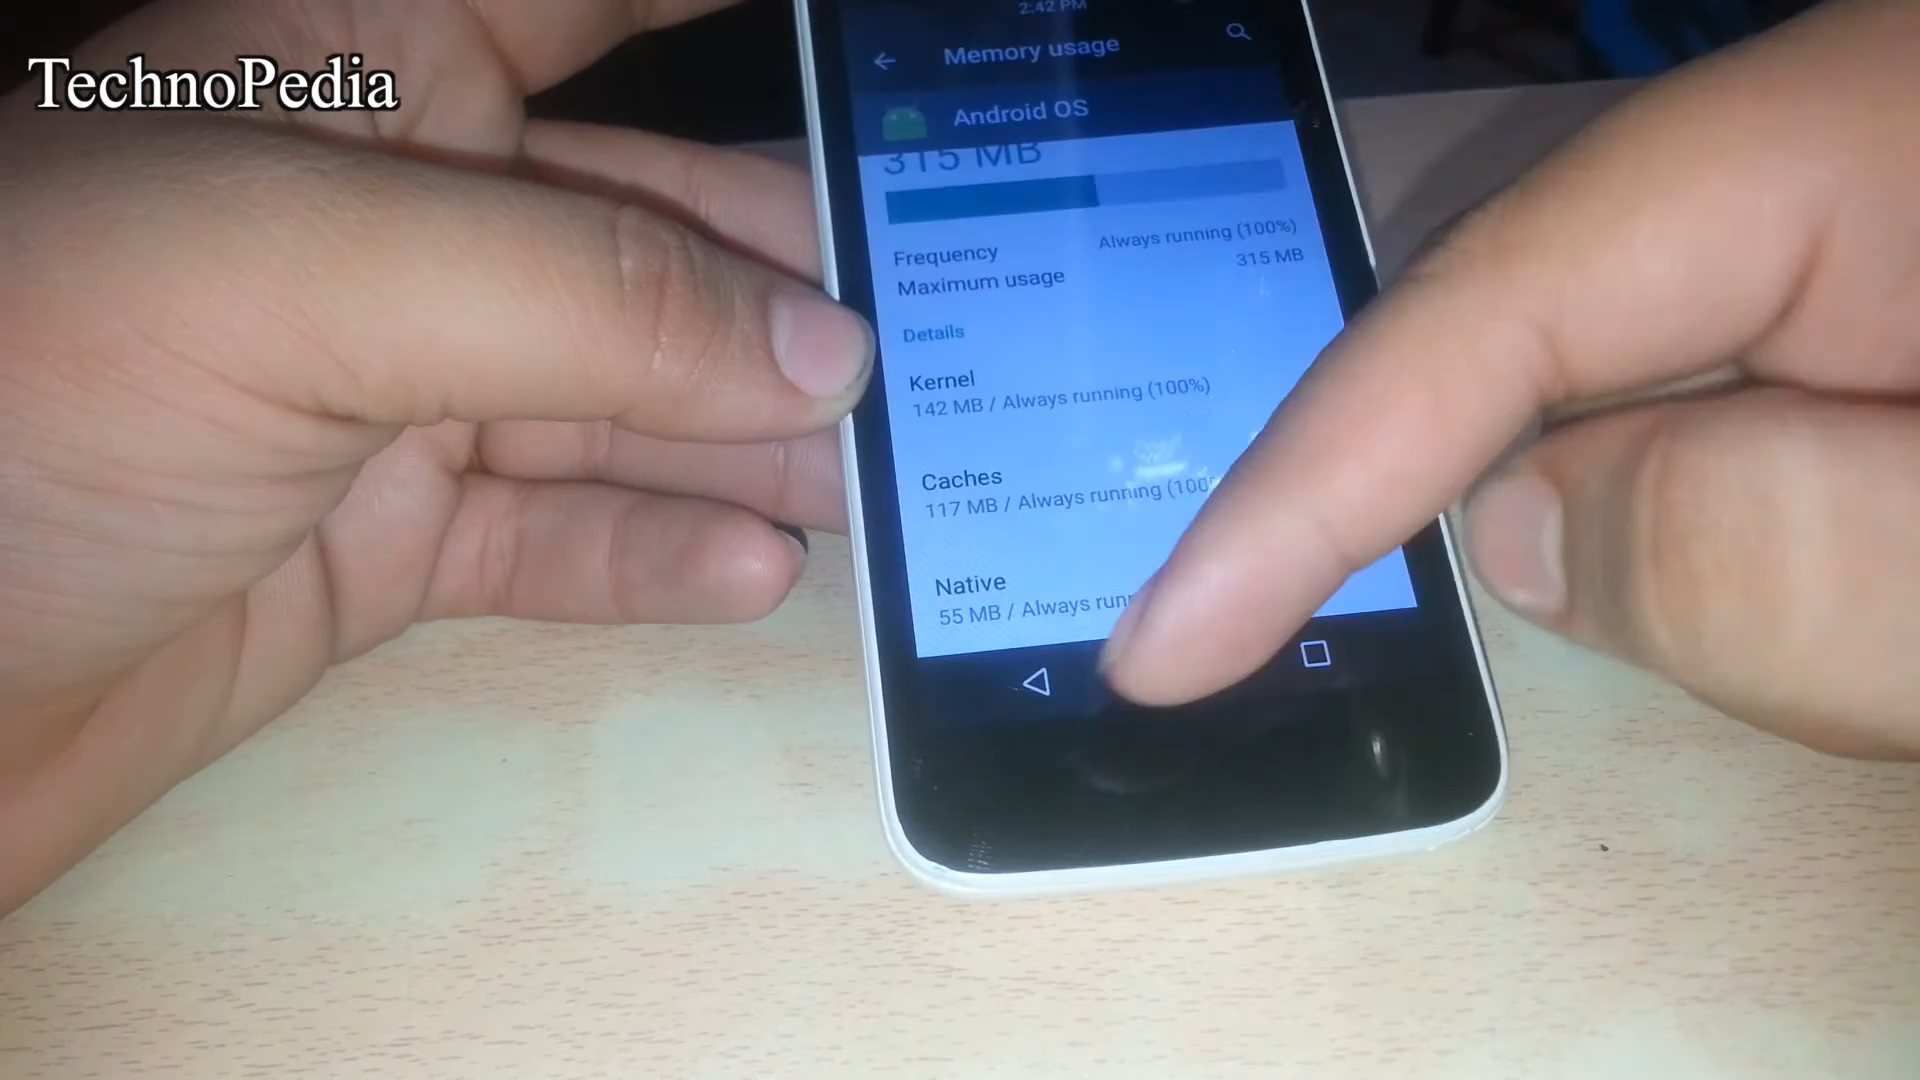 TechnoPedia
2:42 PM
Memory usage
Android OS
315 MB
Frequency Always running (100%)
Maximum usage 315 MB
Details
Kernel
142 MB / Always running (100%)
Caches
117 MB / Always running
Native
55 MB / Always